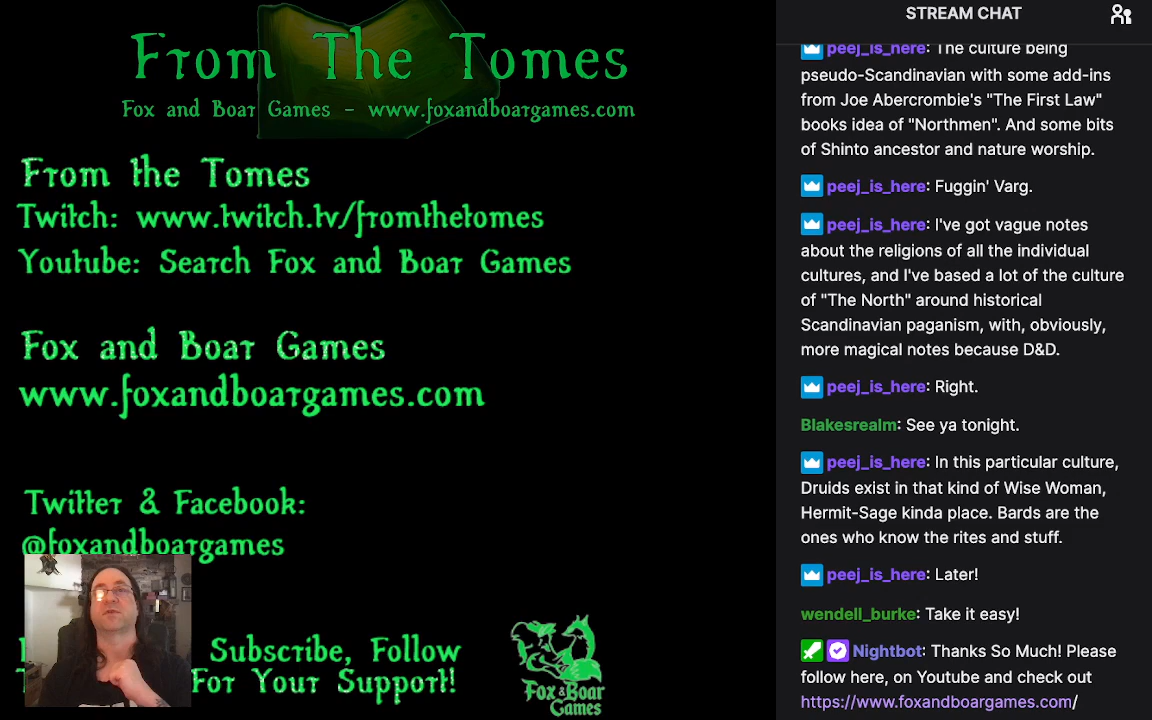 From The Tomes
Fox and Boar Games - www.foxandboargames.com
From the Tomes
Twitch: www.twitch.tv/fromthetomes
Youtube: Search Fox and Boar Games
Fox and Boar Games
www.foxandboargames.com
Twitter & Facebook:
@foxandboargames
Subscribe, Follow
For Your Support!
Fox & Boar
Games
STREAM CHAT
peej_is_here: The culture being
pseudo-Scandinavian with some add-ins
from Joe Abercrombie's "The First Law"
books idea of "Northmen". And some bits
of Shinto ancestor and nature worship.
peej_is_here: Fuggin' Varg.
peej_is_here: I've got vague notes
about the religions of all the individual
cultures, and I've based a lot of the culture
of "The North" around historical
Scandinavian paganism, with, obviously,
more magical notes because D&D.
peej_is_here: Right.
Blakesrealm: See ya tonight.
peej_is_here: In this particular culture,
Druids exist in that kind of Wise Woman,
Hermit-Sage kinda place. Bards are the
ones who know the rites and stuff.
peej_is_here: Later!
wendell_burke: Take it easy!
Nightbot: Thanks So Much! Please
follow here, on Youtube and check out
https://www.foxandboargames.com/